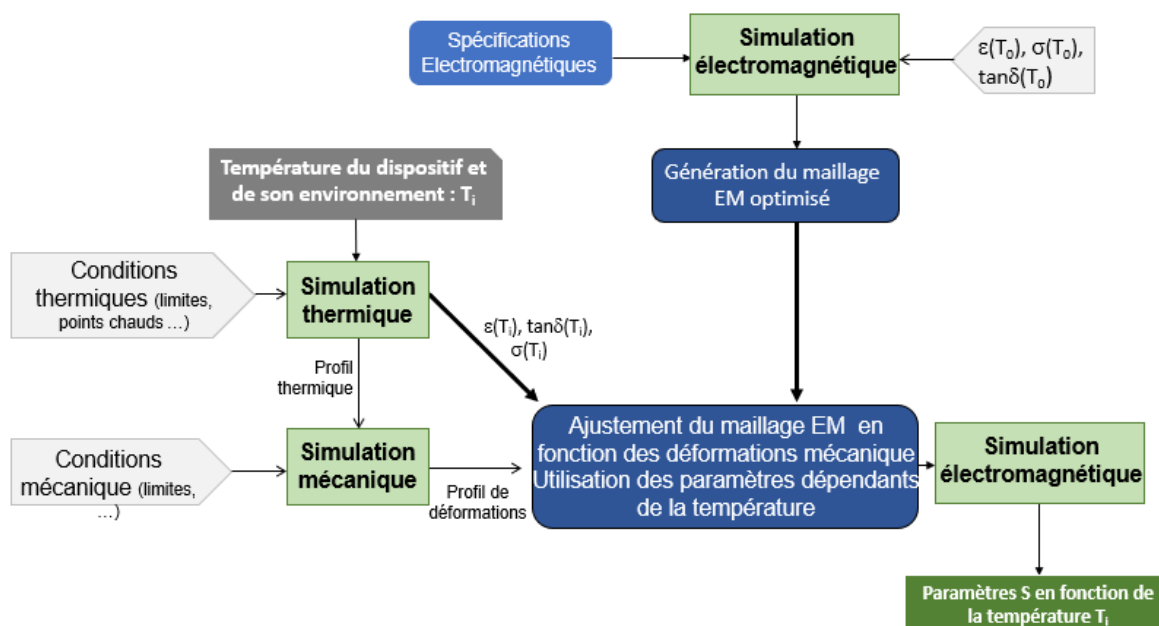 Spécifications
Electromagnétiques
Simulation
électromagnétique
ε(T₀), σ(T₀),
tanδ(T₀)
Température du dispositif et
de son environnement : Tᵢ
Génération du maillage
EM optimisé
Conditions
thermiques (limites,
points chauds ...)
Simulation
thermique
ε(Tᵢ), tanδ(Tᵢ),
σ(Tᵢ)
Profil
thermique
Conditions
mécanique (limites,
...)
Simulation
mécanique
Profil de
déformations
Ajustement du maillage EM en
fonction des déformations mécanique
Utilisation des paramètres dépendants
de la température
Simulation
électromagnétique
Paramètres S en fonction de
la température Tᵢ